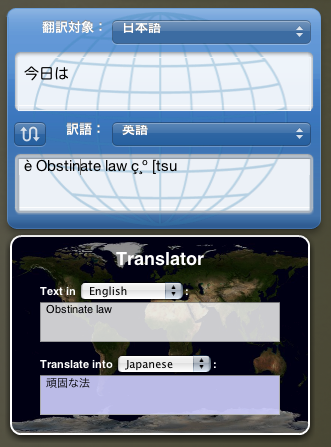 翻訳対象： 日本語
今日は
訳語： 英語
è Obstinate law ç¸º [tsu
Translator
Text in English :
Obstinate law
Translate into Japanese :
頑固な法